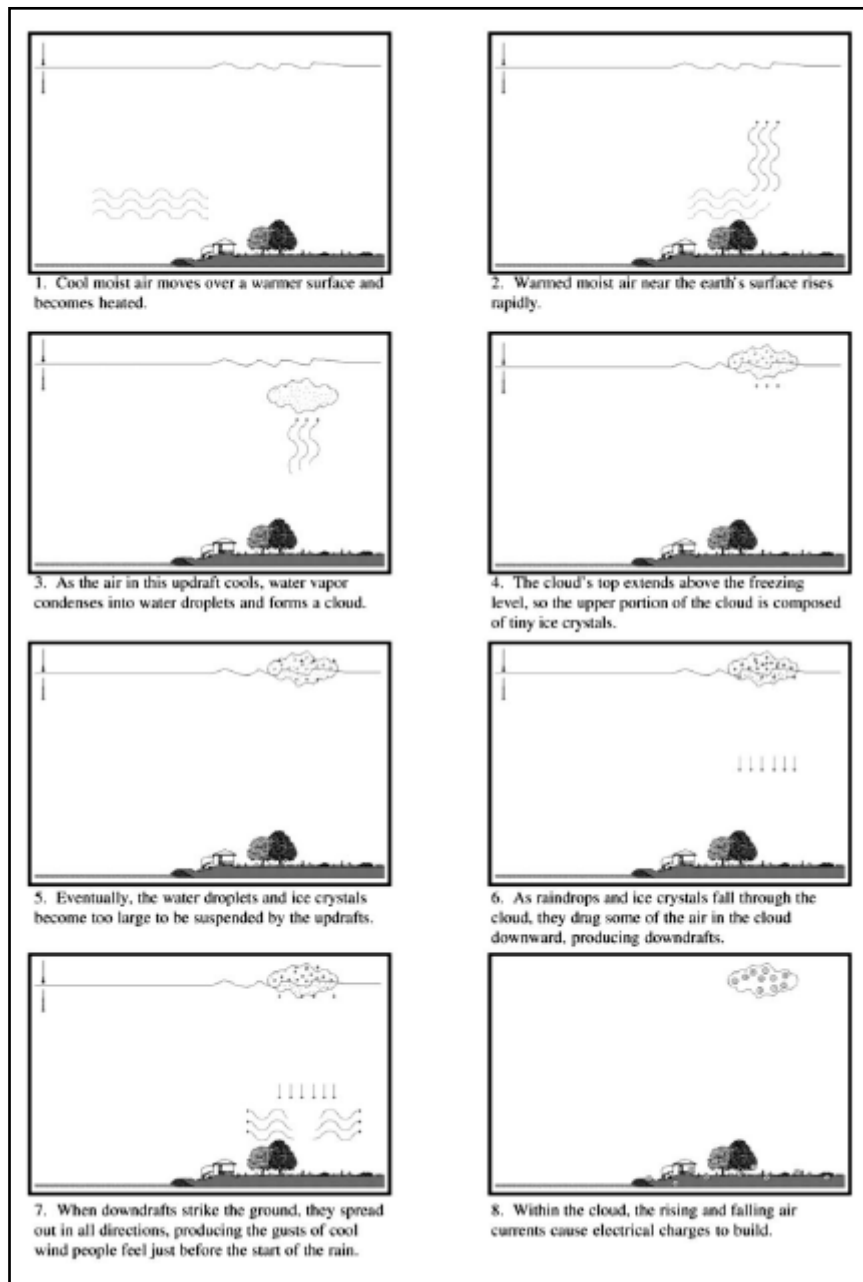 1. Cool moist air moves over a warmer surface and
becomes heated.
2. Warmed moist air near the earth's surface rises
rapidly.
3. As the air in this updraft cools, water vapor
condenses into water droplets and forms a cloud.
4. The cloud's top extends above the freezing
level, so the upper portion of the cloud is composed
of tiny ice crystals.
5. Eventually, the water droplets and ice crystals
become too large to be suspended by the updrafts.
6. As raindrops and ice crystals fall through the
cloud, they drag some of the air in the cloud
downward, producing downdrafts.
7. When downdrafts strike the ground, they spread
out in all directions, producing the gusts of cool
wind people feel just before the start of the rain.
8. Within the cloud, the rising and falling air
currents cause electrical charges to build.